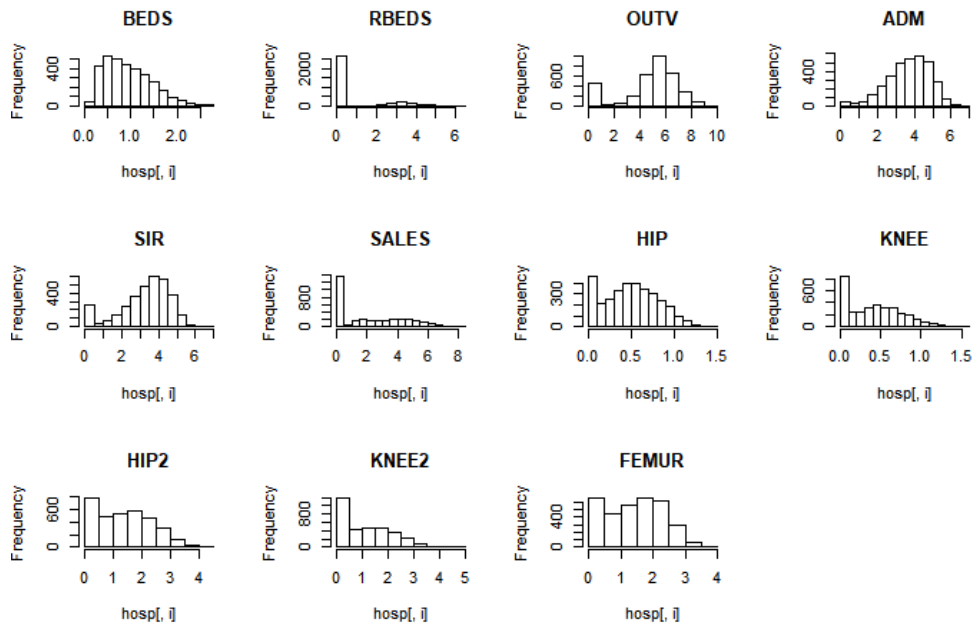 BEDS
RBEDS
OUTV
ADM
Frequency
0 400
0.0 1.0 2.0
hosp[, i]
Frequency
0 2000
0 2 4 6
hosp[, i]
Frequency
0 600
0 2 4 6 8 10
hosp[, i]
Frequency
0 400
0 2 4 6
hosp[, i]
SIR
SALES
HIP
KNEE
Frequency
0 400
0 2 4 6
hosp[, i]
Frequency
0 800
0 2 4 6 8
hosp[, i]
Frequency
0 300
0.0 0.5 1.0 1.5
hosp[, i]
Frequency
0 600
0.0 0.5 1.0 1.5
hosp[, i]
HIP2
KNEE2
FEMUR
Frequency
0 600
0 1 2 3 4
hosp[, i]
Frequency
0 800
0 1 2 3 4 5
hosp[, i]
Frequency
0 400
0 1 2 3 4
hosp[, i]